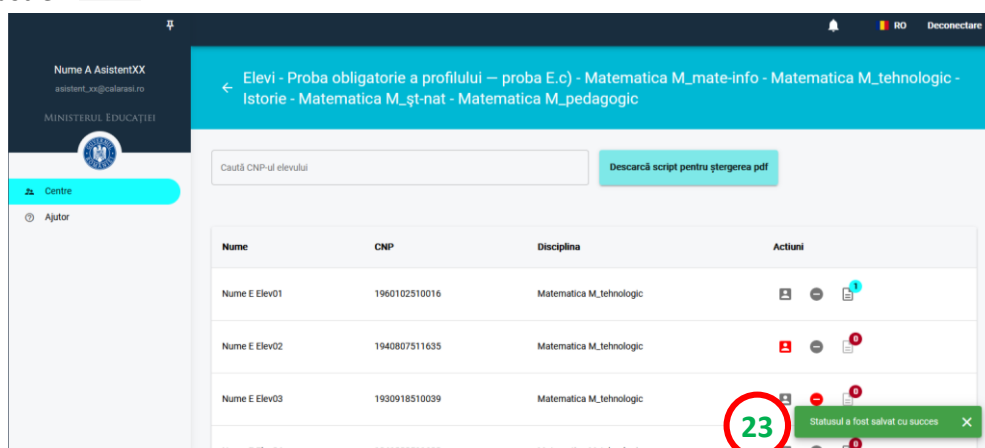 RO
Deconectare
Nume A AsistentXX
asistent_xx@calarasi.ro
MINISTERUL EDUCAȚIEI
Centre
Ajutor
Elevi - Proba obligatorie a profilului — proba E.c) - Matematica M_mate-info - Matematica M_tehnologic -
Istorie - Matematica M_șt-nat - Matematica M_pedagogic
Caută CNP-ul elevului
Descarcă script pentru ștergerea pdf
Nume CNP Disciplina Actiuni
Nume E Elev01 1960102510016 Matematica M_tehnologic 1
Nume E Elev02 1940807511635 Matematica M_tehnologic 0
Nume E Elev03 1930918510039 Matematica M_tehnologic 0
23
Statusul a fost salvat cu succes
0